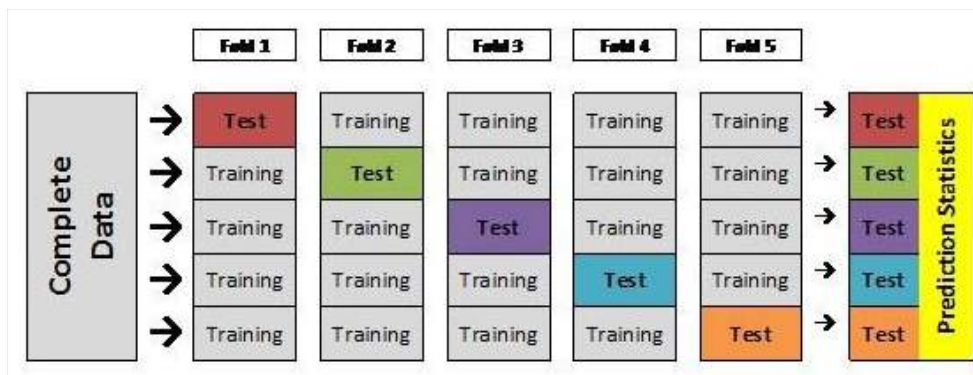 Fold 1 Fold 2 Fold 3 Fold 4 Fold 5
Complete
Data
Test Training Training Training Training Test
Training Test Training Training Training Test
Training Training Test Training Training Test
Training Training Training Test Training Test
Training Training Training Training Test Test
Prediction Statistics